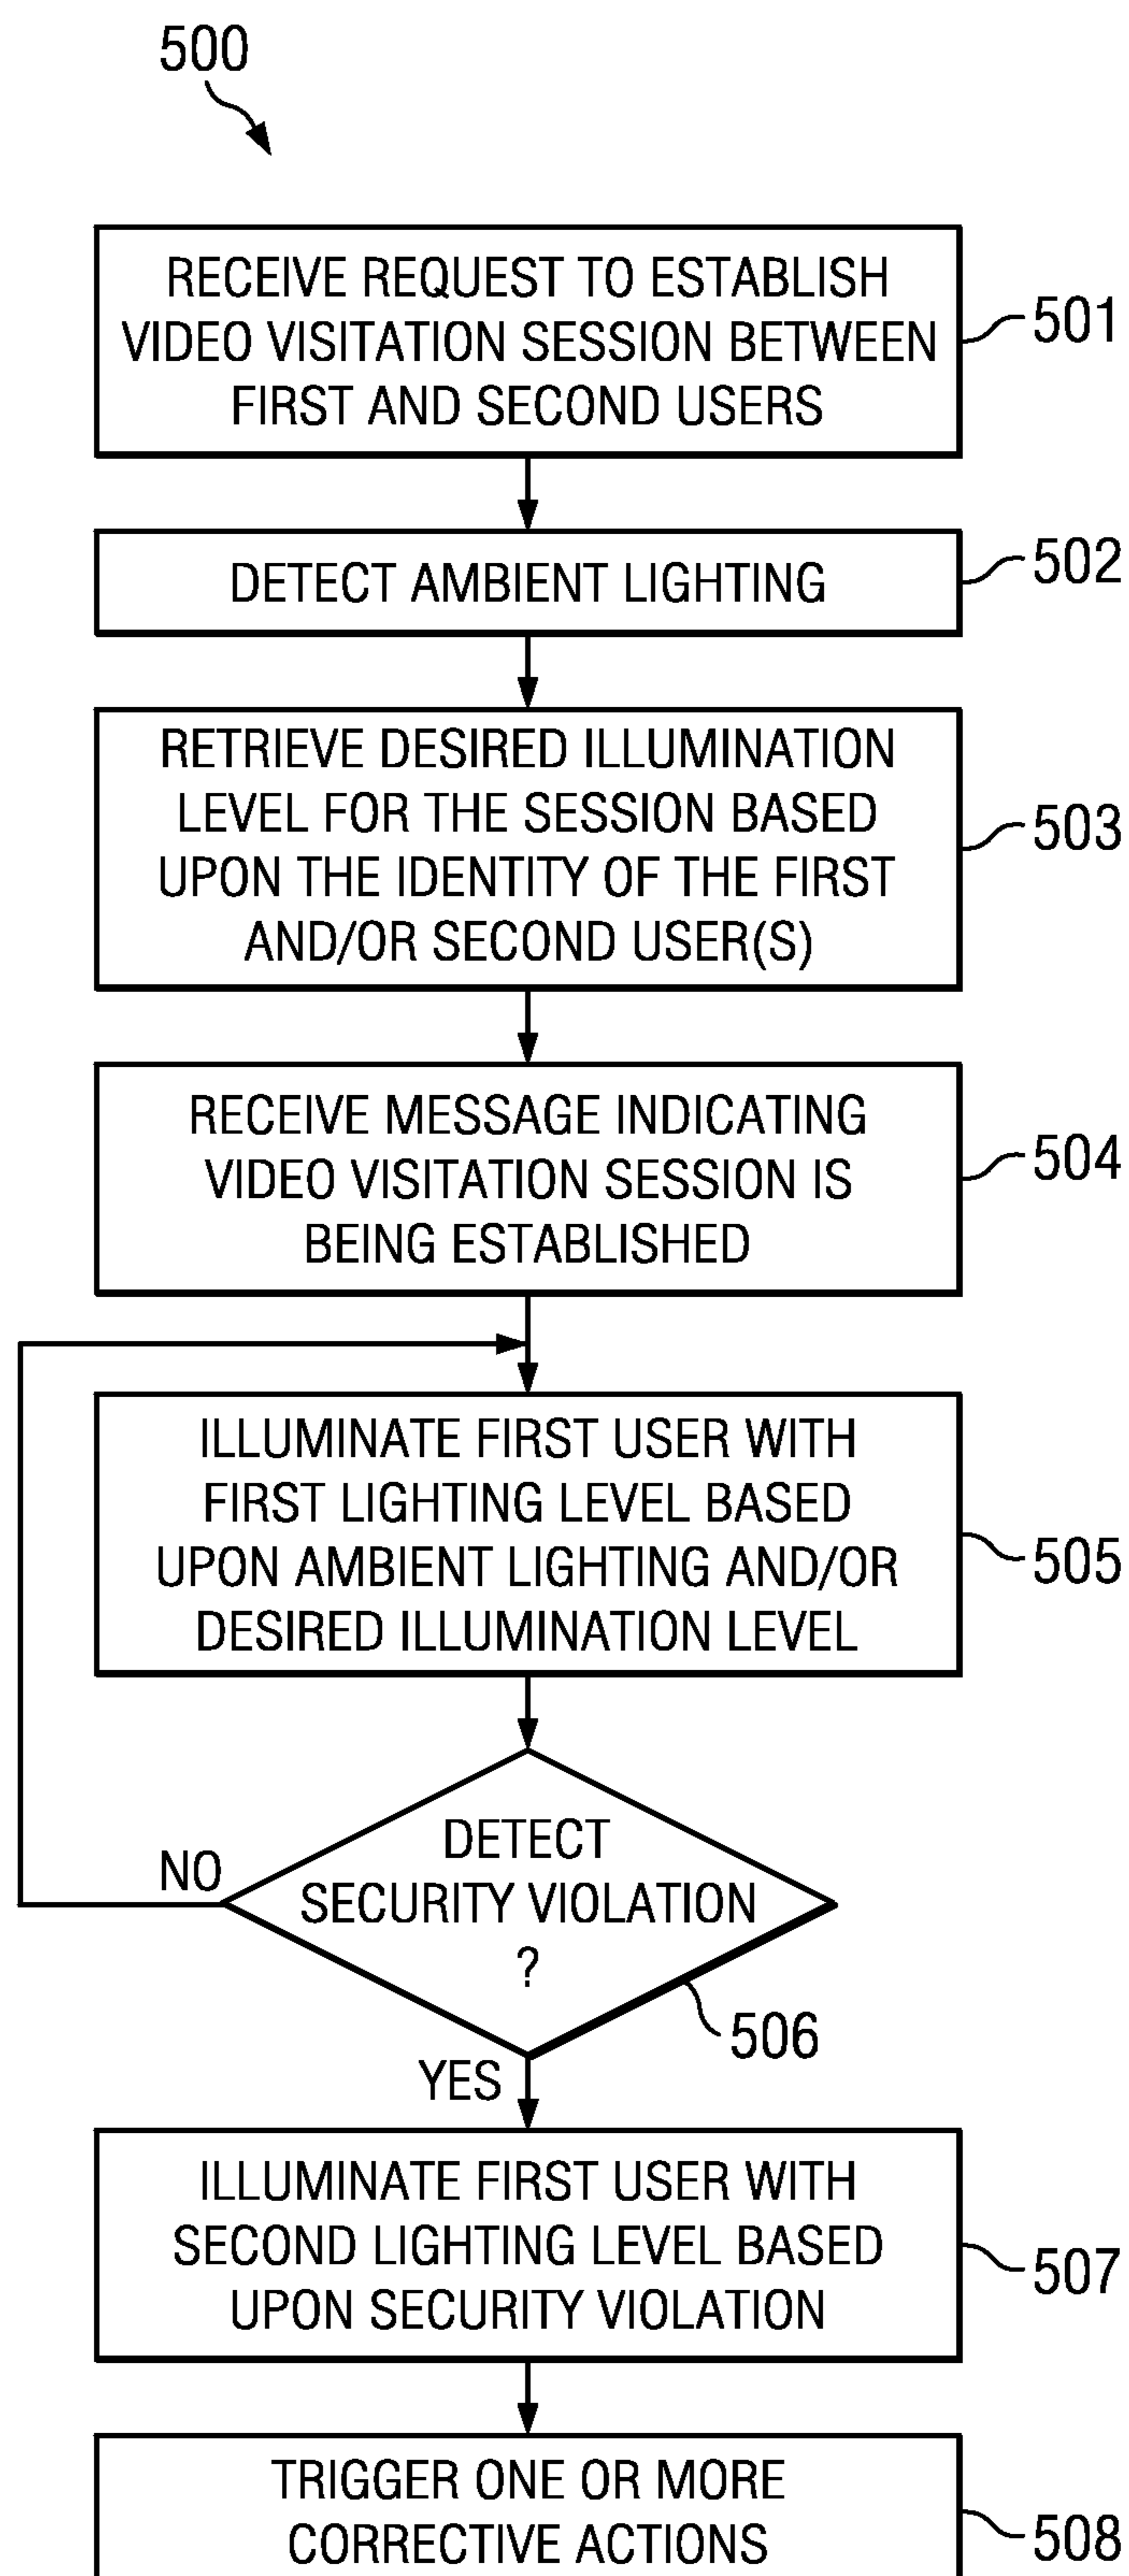 500
RECEIVE REQUEST TO ESTABLISH
VIDEO VISITATION SESSION BETWEEN
FIRST AND SECOND USERS
501
DETECT AMBIENT LIGHTING
502
RETRIEVE DESIRED ILLUMINATION
LEVEL FOR THE SESSION BASED
UPON THE IDENTITY OF THE FIRST
AND/OR SECOND USER(S)
503
RECEIVE MESSAGE INDICATING
VIDEO VISITATION SESSION IS
BEING ESTABLISHED
504
ILLUMINATE FIRST USER WITH
FIRST LIGHTING LEVEL BASED
UPON AMBIENT LIGHTING AND/OR
DESIRED ILLUMINATION LEVEL
505
DETECT
SECURITY VIOLATION
?
NO
506
YES
ILLUMINATE FIRST USER WITH
SECOND LIGHTING LEVEL BASED
UPON SECURITY VIOLATION
507
TRIGGER ONE OR MORE
CORRECTIVE ACTIONS
508